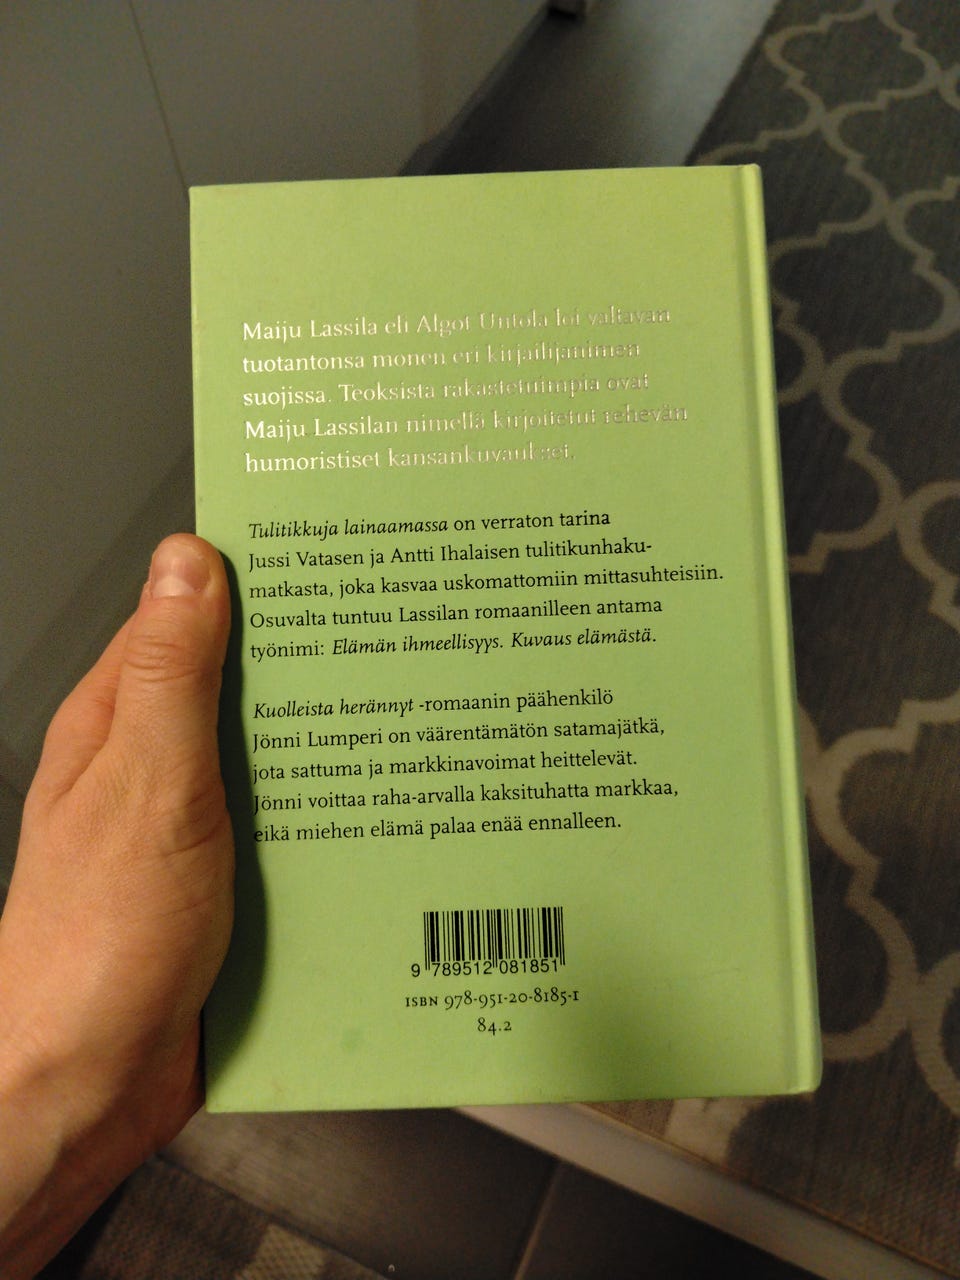 Maiju Lassila eli Algot Untola loi valtavan
tuotantonsa monen eri kirjailijanimen
suojissa. Teoksista rakastetuimpia ovat
Maiju Lassilan nimellä kirjoitetut rehevän
humoristiset kansankuvaukset.
Tulitikkuja lainaamassa on verraton tarina
Jussi Vatasen ja Antti Ihalaisen tulitikunhaku-
matkasta, joka kasvaa uskomattomiin mittasuhteisiin.
Osuvalta tuntuu Lassilan romaanilleen antama
työnimi: Elämän ihmeellisyys. Kuvaus elämästä.
Kuolleista herännyt -romaanin päähenkilö
Jönni Lumperi on väärentämätön satamajätkä,
jota sattuma ja markkinavoimat heittelevät.
Jönni voittaa raha-arvalla kaksituhatta markkaa,
eikä miehen elämä palaa enää ennalleen.
9 789512 081851
ISBN 978-951-20-8185-1
84.2